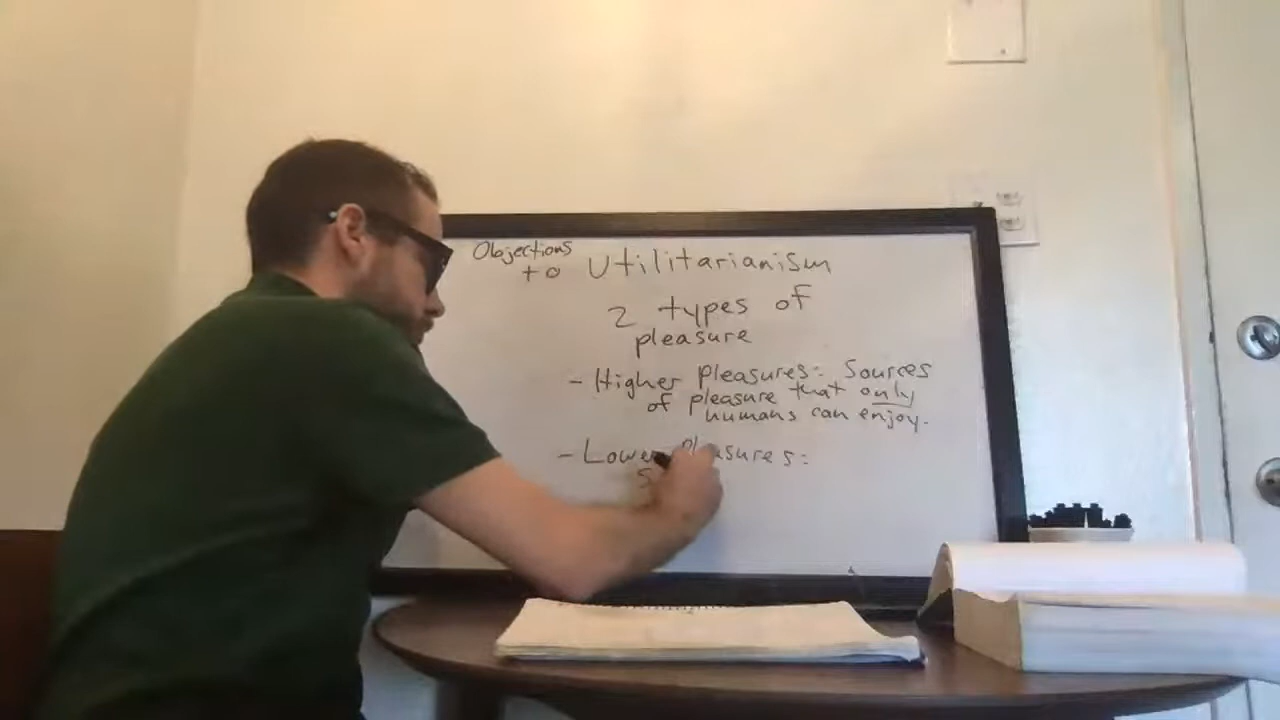 Objections
to Utilitarianism
2 types of
pleasure
- Higher pleasures: Sources
of pleasure that only
humans can enjoy.
- Lower Pleasures:
S